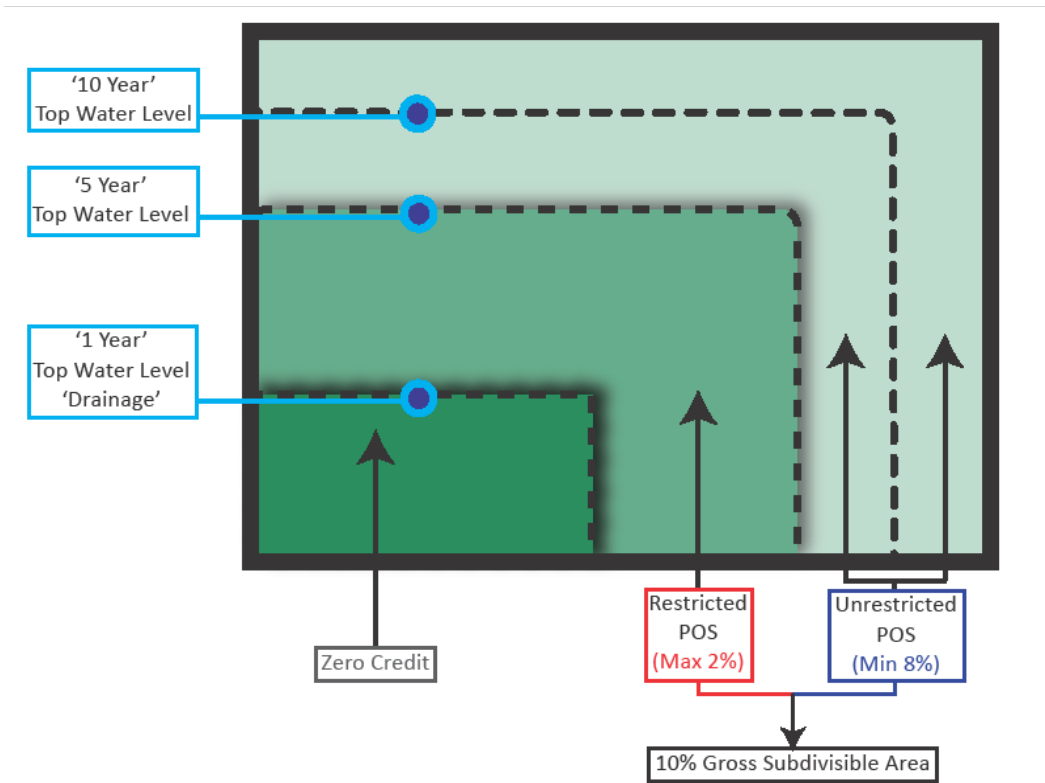 ‘10 Year’
Top Water Level
‘5 Year’
Top Water Level
‘1 Year’
Top Water Level
‘Drainage’
Zero Credit
Restricted
POS
(Max 2%)
Unrestricted
POS
(Min 8%)
10% Gross Subdivisible Area